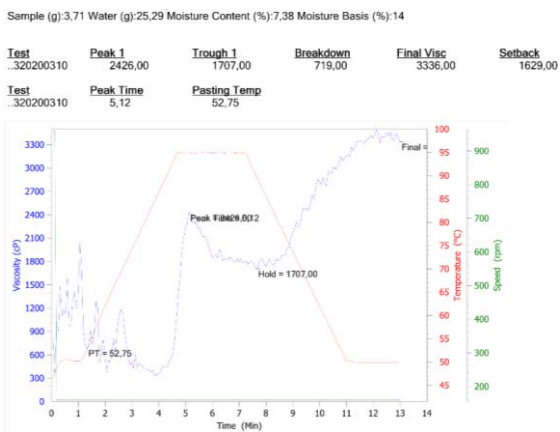 Sample (g):3,71 Water (g):25,29 Moisture Content (%):7,38 Moisture Basis (%):14
Test Peak 1 Trough 1 Breakdown Final Visc Setback
..320200310 2426,00 1707,00 719,00 3336,00 1629,00
Test Peak Time Pasting Temp
..320200310 5,12 52,75
Viscosity (cP)
3300
3000
2700
2400
2100
1800
1500
1200
900
600
300
0
Peak
Hold = 1707,00
PT = 52,75
Final =
100
95
90
85
80
75
70
65
60
55
50
45
Temperature (°C)
900
800
700
600
500
400
300
200
Speed (rpm)
0 1 2 3 4 5 6 7 8 9 10 11 12 13 14
Time (Min)